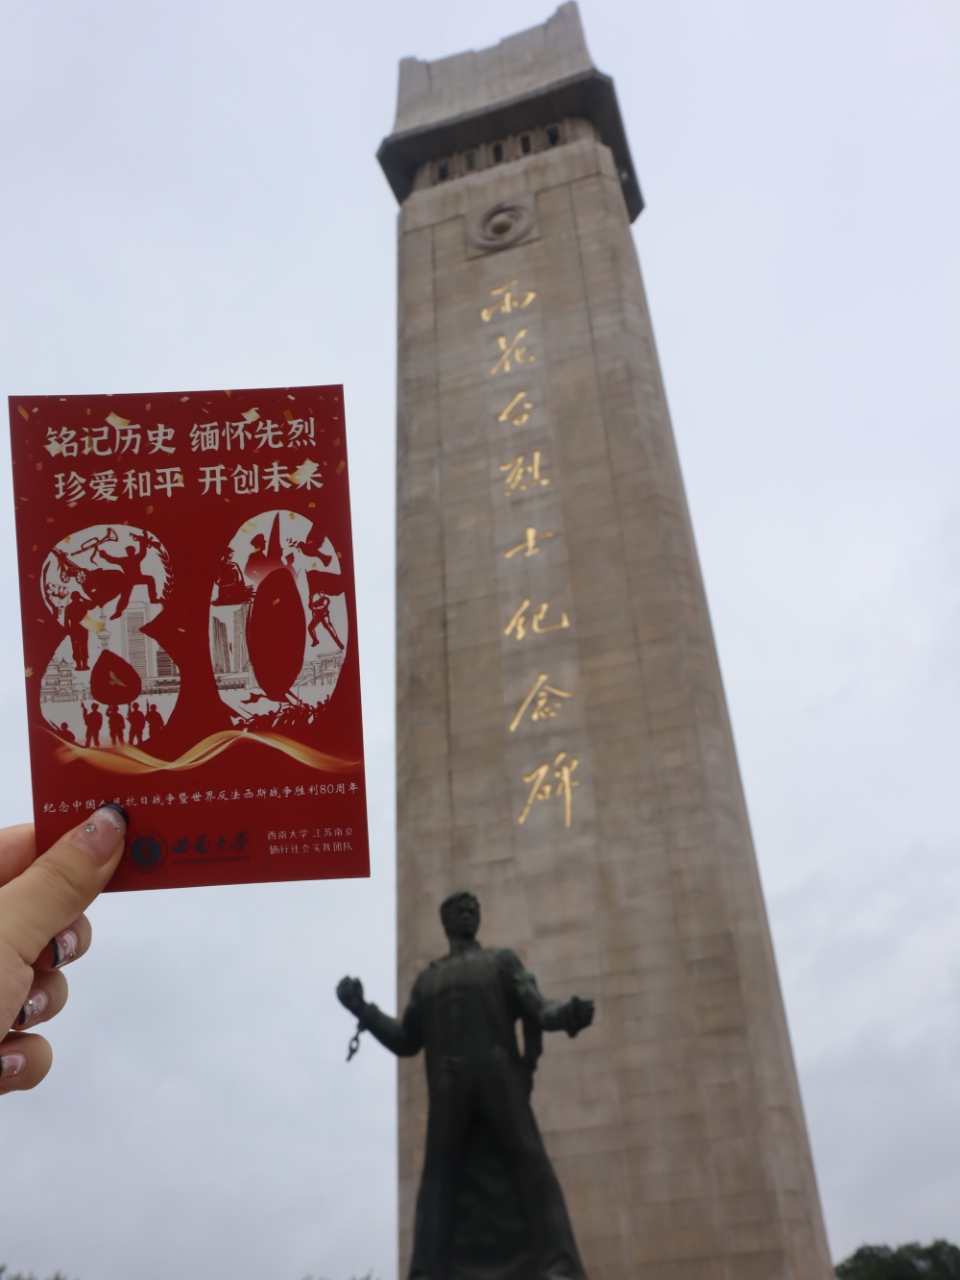 铭记历史 缅怀先烈
珍爱和平 开创未来
80
纪念中国人民抗日战争暨世界反法西斯战争胜利80周年
西南大学
西南大学 江苏南京
躬行社会实践团队
雨花台烈士纪念碑